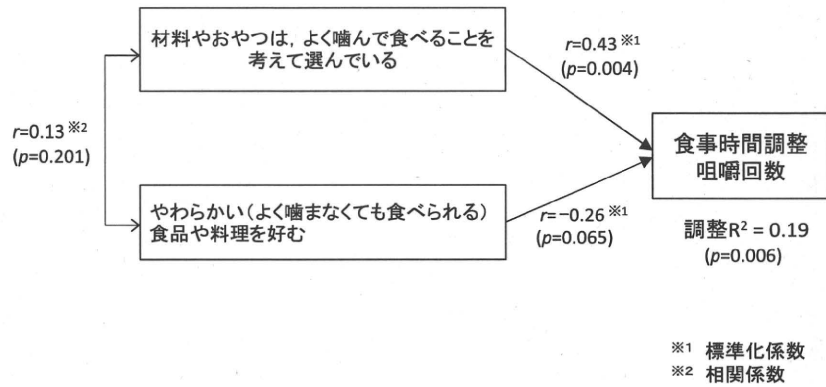 材料やおやつは，よく噛んで食べることを
考えて選んでいる
r=0.43 ※1
(p=0.004)
r=0.13 ※2
(p=0.201)
食事時間調整
咀嚼回数
やわらかい（よく噛まなくても食べられる）
食品や料理を好む
r=−0.26 ※1
(p=0.065)
調整R² = 0.19
(p=0.006)
※1 標準化係数
※2 相関係数